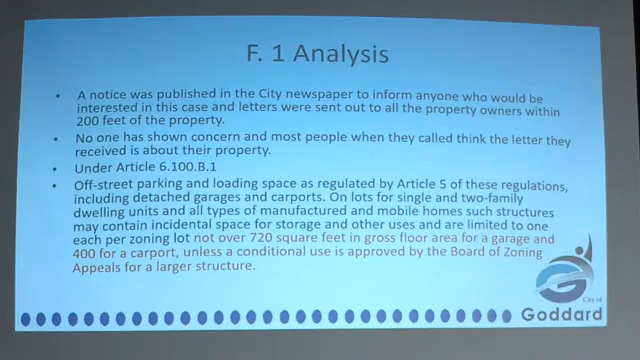 F. 1 Analysis
• A notice was published in the City newspaper to inform anyone who would be
interested in this case and letters were sent out to all the property owners within
200 feet of the property.
• No one has shown concern and most people when they called think the letter they
received is about their property.
• Under Article 6.100.B.1
• Off-street parking and loading space as regulated by Article 5 of these regulations,
including detached garages and carports. On lots for single and two-family
dwelling units and all types of manufactured and mobile homes such structures
may contain incidental space for storage and other uses and are limited to one
each per zoning lot not over 720 square feet in gross floor area for a garage and
400 for a carport, unless a conditional use is approved by the Board of Zoning
Appeals for a larger structure.
City of
Goddard